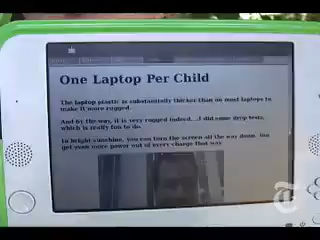 One Laptop Per Child
The laptop plastic is substantially thicker than on most laptops to
make it more rugged.
And by the way, it is very rugged indeed...I did some drop tests,
which is really fun to do.
In bright sunshine, you can turn the screen all the way down, but
get even more power out of every charge that way.
T